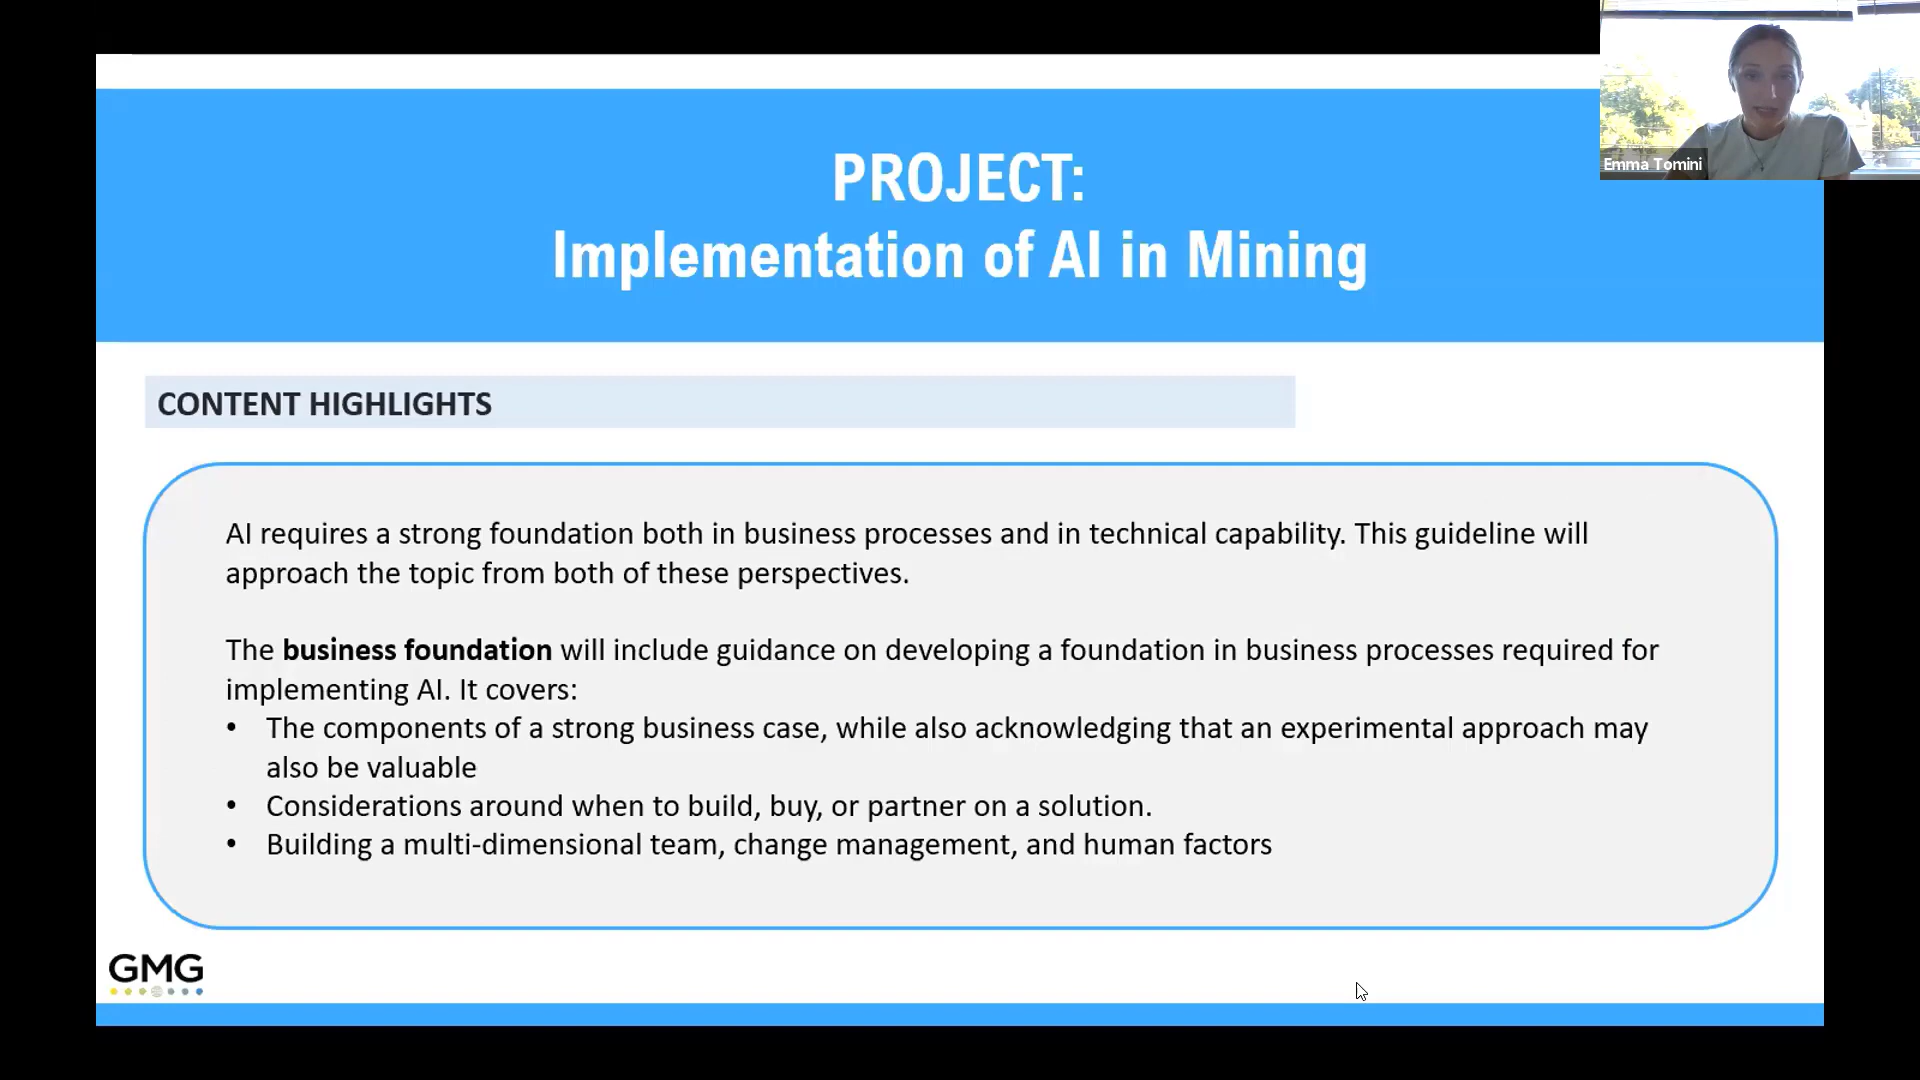 Emma Tomini
PROJECT:
Implementation of AI in Mining
CONTENT HIGHLIGHTS
AI requires a strong foundation both in business processes and in technical capability. This guideline will
approach the topic from both of these perspectives.
The business foundation will include guidance on developing a foundation in business processes required for
implementing AI. It covers:
• The components of a strong business case, while also acknowledging that an experimental approach may
also be valuable
• Considerations around when to build, buy, or partner on a solution.
• Building a multi-dimensional team, change management, and human factors
GMG